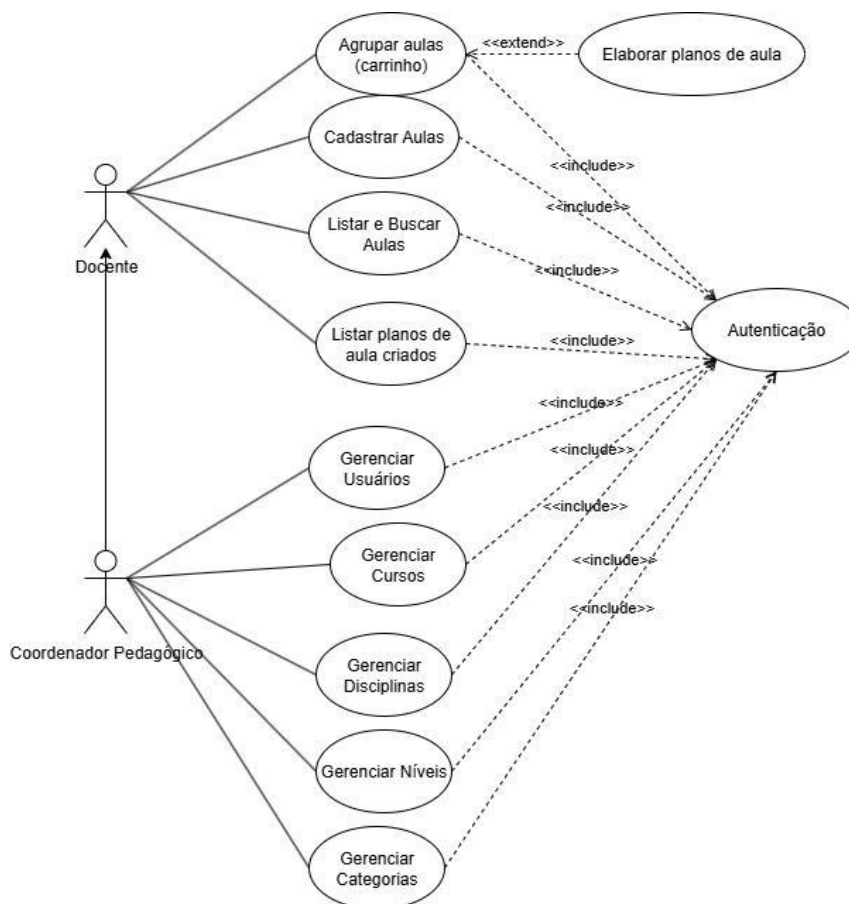 Agrupar aulas
(carrinho)
<<extend>>
Elaborar planos de aula
Cadastrar Aulas
<<include>>
<<include>>
Listar e Buscar
Aulas
<<include>>
Docente
Autenticação
Listar planos de
aula criados
<<include>>
Gerenciar
Usuários
<<include>>
Gerenciar
Cursos
<<include>>
<<include>>
Coordenador Pedagógico
Gerenciar
Disciplinas
<<include>>
<<include>>
Gerenciar Níveis
Gerenciar
Categorias